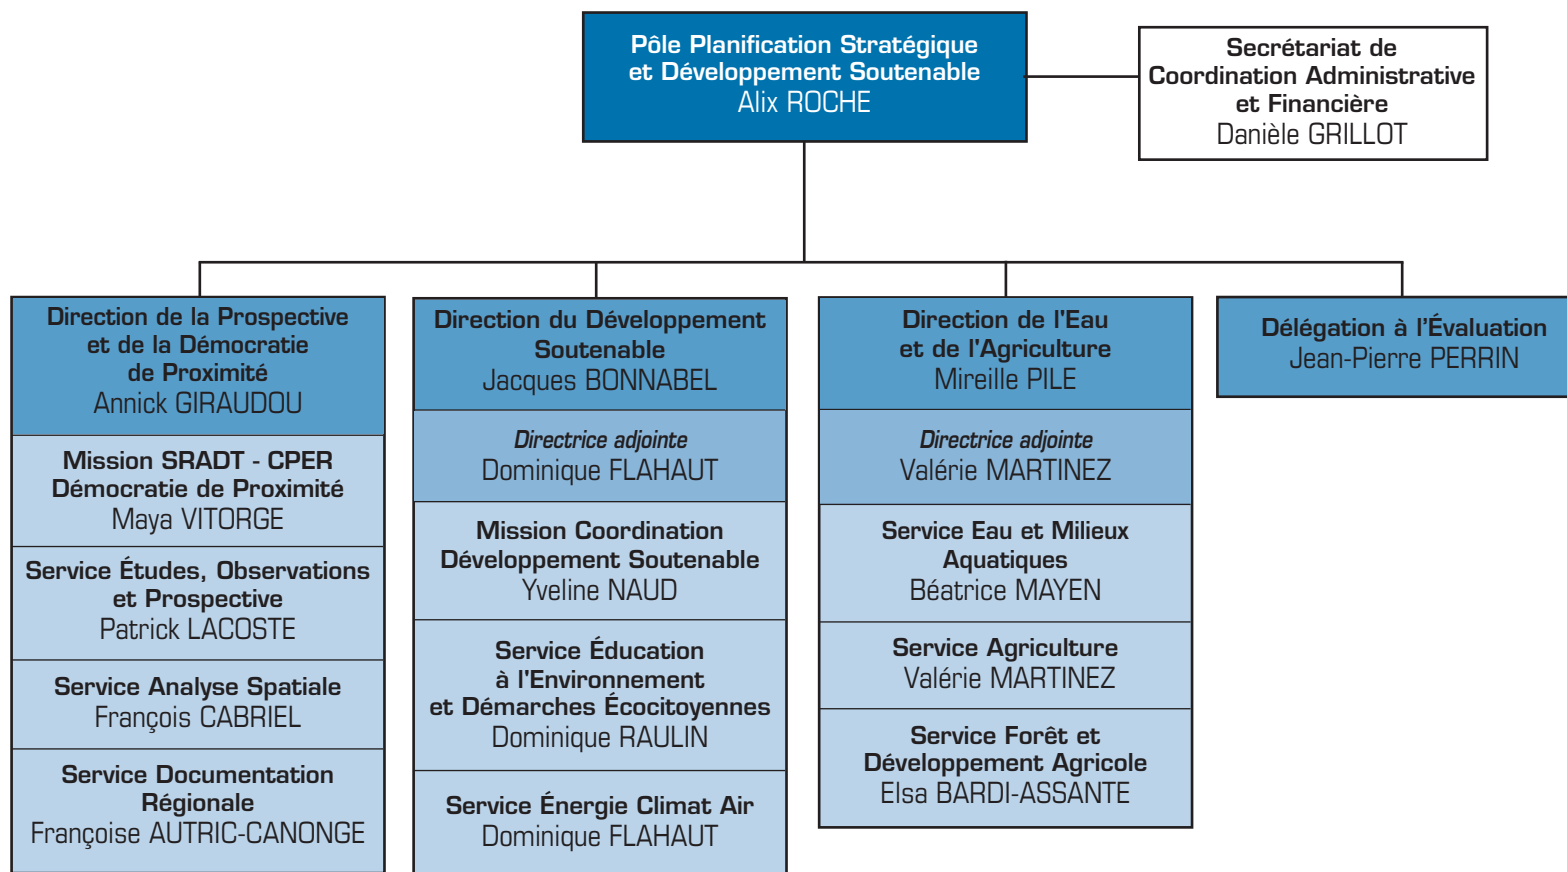 Pôle Planification Stratégique
et Développement Soutenable
Alix ROCHE
Secrétariat de
Coordination Administrative
et Financière
Danièle GRILLOT
Direction de la Prospective
et de la Démocratie
de Proximité
Annick GIRAUDOU
Mission SRADT - CPER
Démocratie de Proximité
Maya VITORGE
Service Études, Observations
et Prospective
Patrick LACOSTE
Service Analyse Spatiale
François CABRIEL
Service Documentation
Régionale
Françoise AUTRIC-CANONGE
Direction du Développement
Soutenable
Jacques BONNABEL
Directrice adjointe
Dominique FLAHAUT
Mission Coordination
Développement Soutenable
Yveline NAUD
Service Éducation
à l'Environnement
et Démarches Écocitoyennes
Dominique RAULIN
Service Énergie Climat Air
Dominique FLAHAUT
Direction de l'Eau
et de l'Agriculture
Mireille PILE
Directrice adjointe
Valérie MARTINEZ
Service Eau et Milieux
Aquatiques
Béatrice MAYEN
Service Agriculture
Valérie MARTINEZ
Service Forêt et
Développement Agricole
Elsa BARDI-ASSANTE
Délégation à l'Évaluation
Jean-Pierre PERRIN